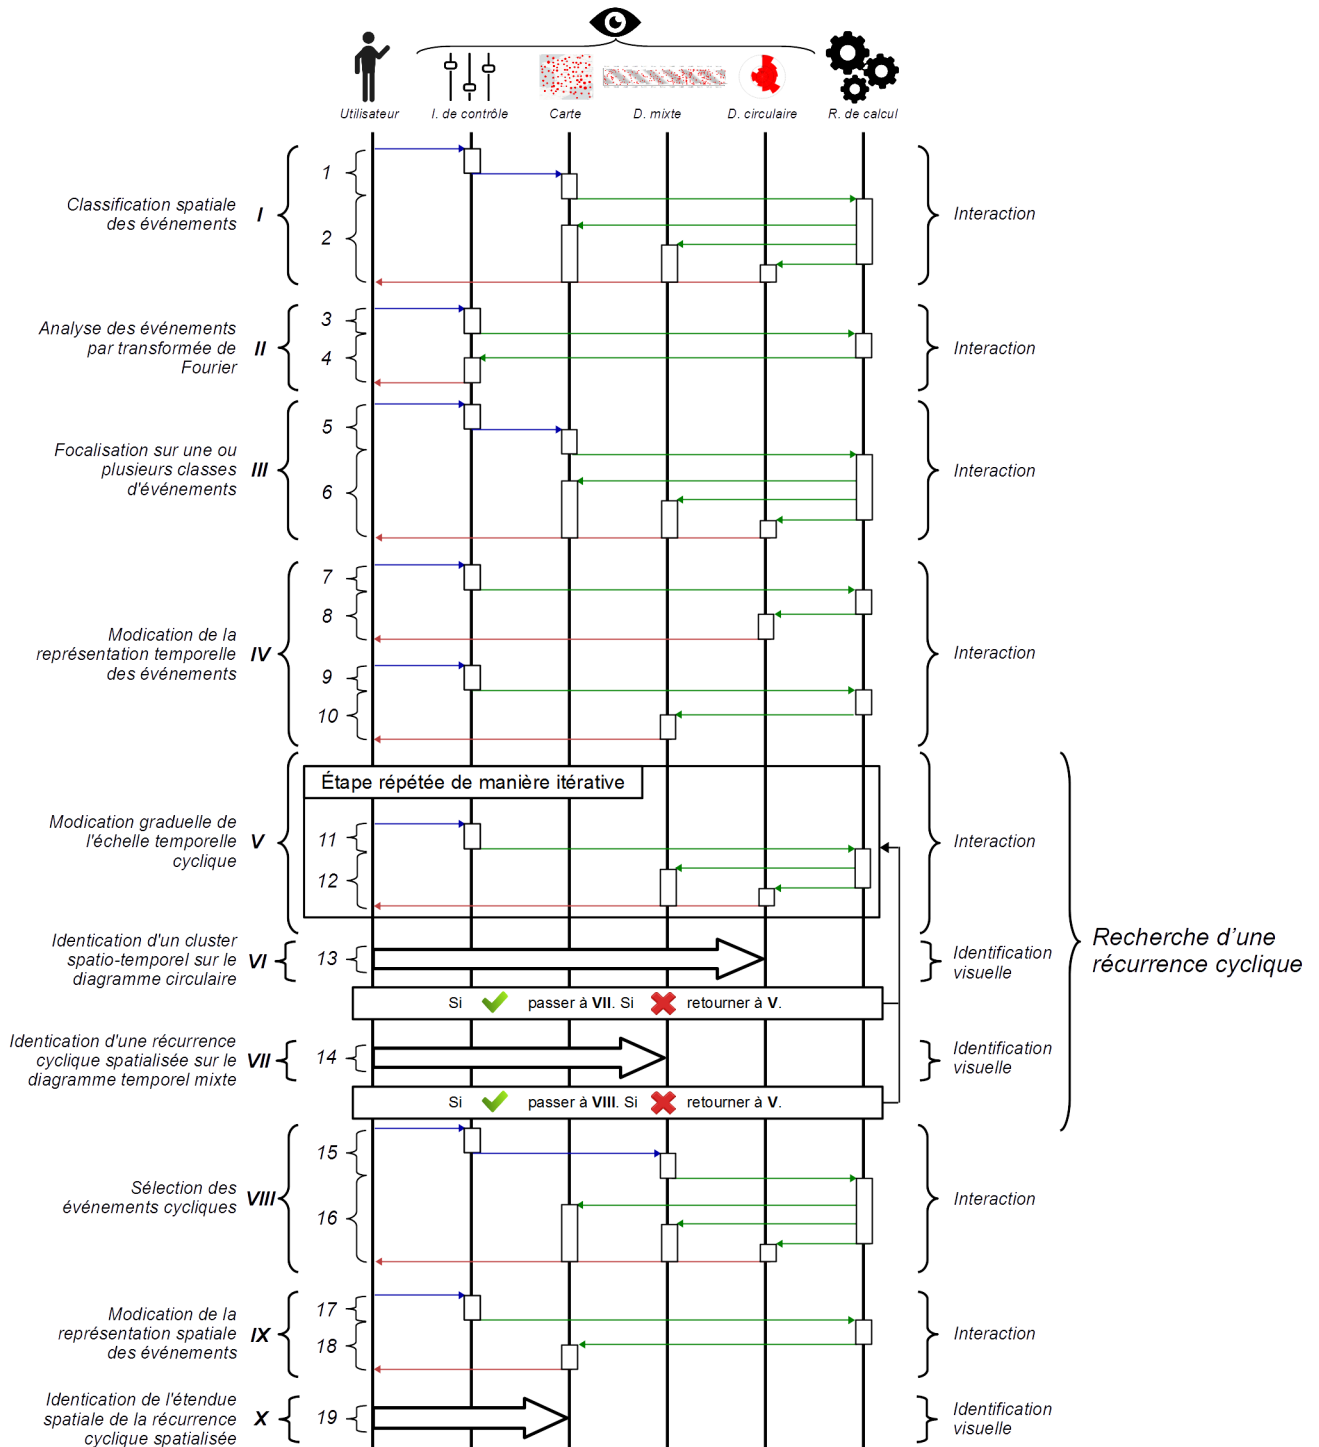 Utilisateur
I. de contrôle
Carte
D. mixte
D. circulaire
R. de calcul
Classification spatiale
des événements
I
1
2
Interaction
Analyse des événements
par transformée de
Fourier
II
3
4
Interaction
Focalisation sur une ou
plusieurs classes
d'événements
III
5
6
Interaction
Modication de la
représentation temporelle
des événements
IV
7
8
9
10
Interaction
Étape répétée de manière itérative
Modication graduelle de
l'échelle temporelle
cyclique
V
11
12
Interaction
Identication d'un cluster
spatio-temporel sur le
diagramme circulaire
VI
13
Identification
visuelle
Recherche d’une
récurrence cyclique
Si passer à VII. Si retourner à V.
Identication d'une récurrence
cyclique spatialisée sur le
diagramme temporel mixte
VII
14
Identification
visuelle
Si passer à VIII. Si retourner à V.
Sélection des
événements cycliques
VIII
15
16
Interaction
Modication de la
représentation spatiale
des événements
IX
17
18
Interaction
Identication de l'étendue
spatiale de la récurrence
cyclique spatialisée
X
19
Identification
visuelle